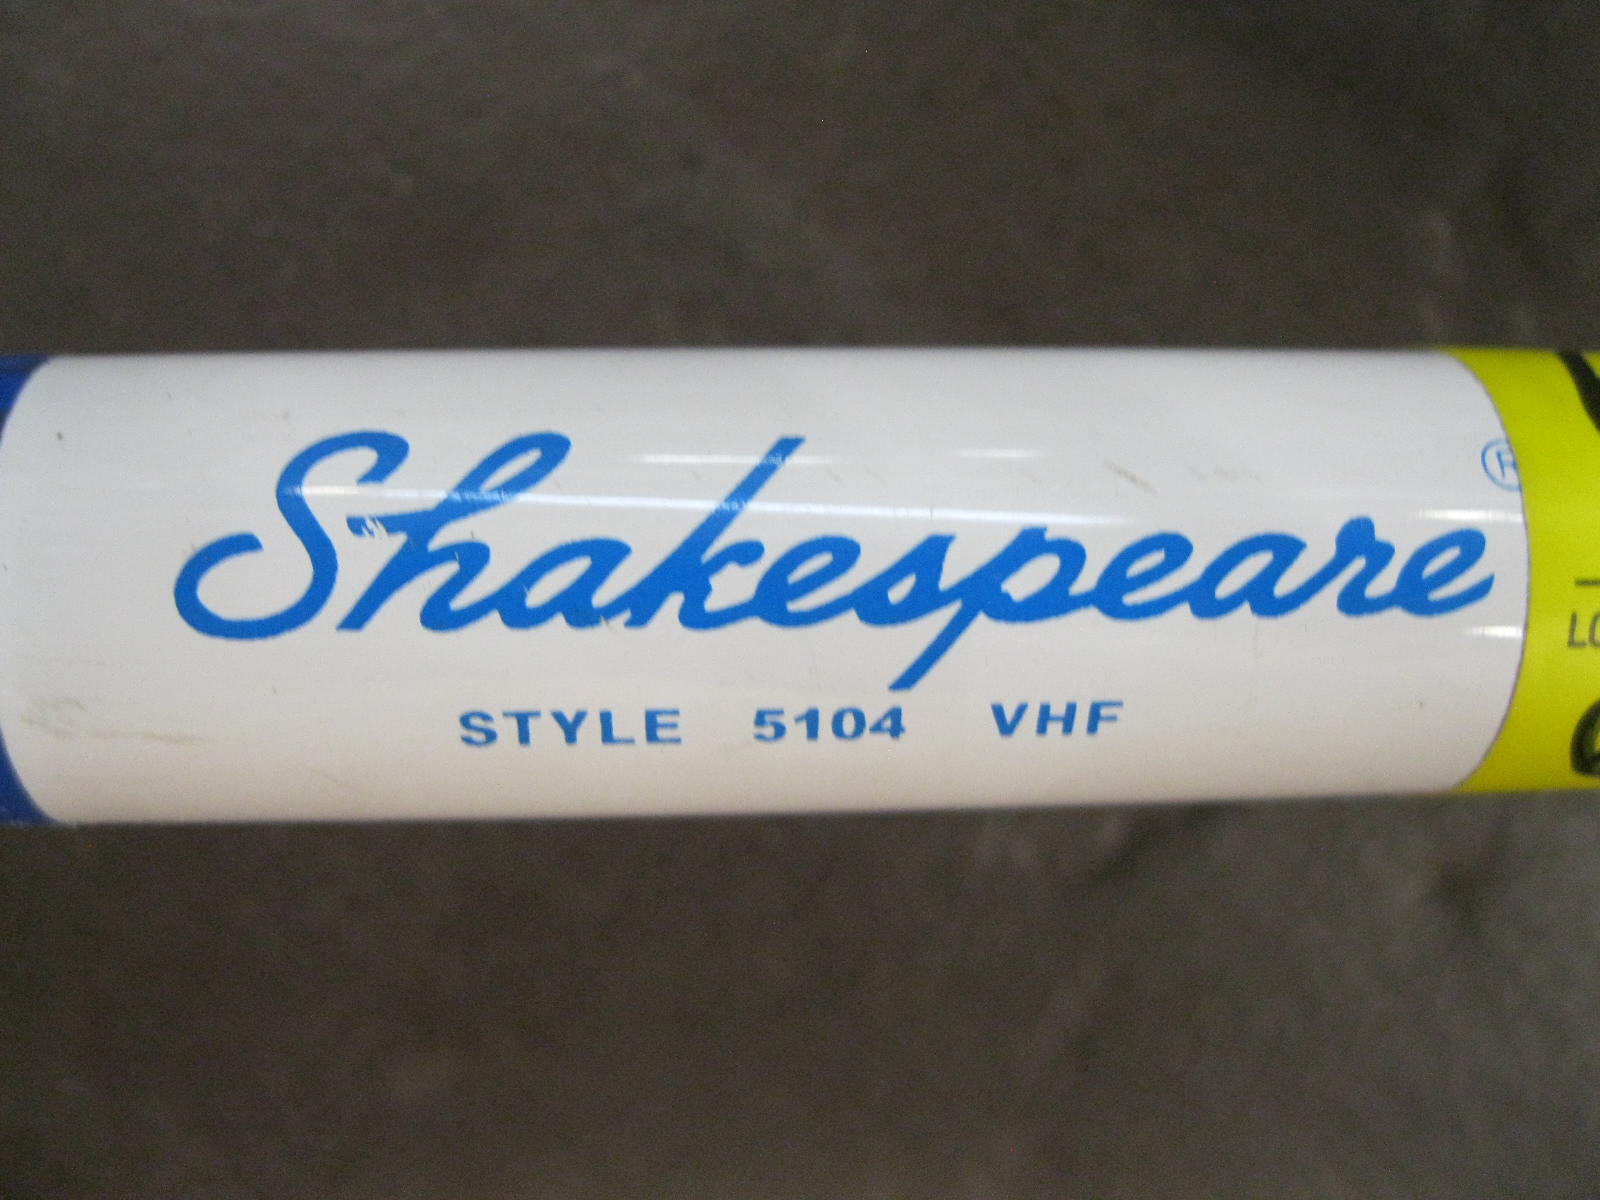 Shakespeare ®
STYLE 5104 VHF